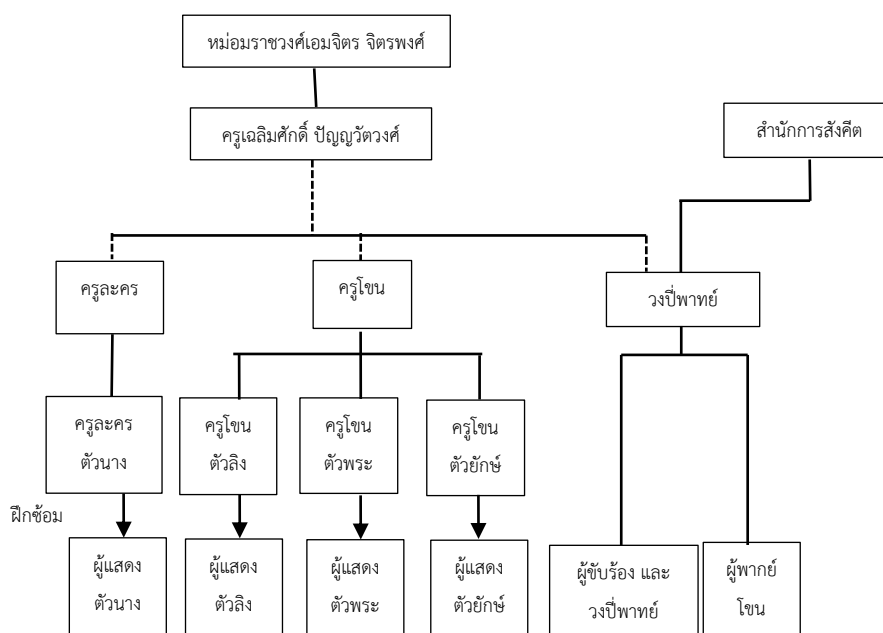 หม่อมราชวงศ์เอมจิตร จิตรพงศ์
ครูเฉลิมศักดิ์ ปัญญวัตวงศ์
สำนักการสังคีต
ครูละคร
ครูโขน
วงปี่พาทย์
ครูละคร
ตัวนาง
ครูโขน
ตัวลิง
ครูโขน
ตัวพระ
ครูโขน
ตัวยักษ์
ฝึกซ้อม
ผู้แสดง
ตัวนาง
ผู้แสดง
ตัวลิง
ผู้แสดง
ตัวพระ
ผู้แสดง
ตัวยักษ์
ผู้ขับร้อง และ
วงปี่พาทย์
ผู้พากย์
โขน